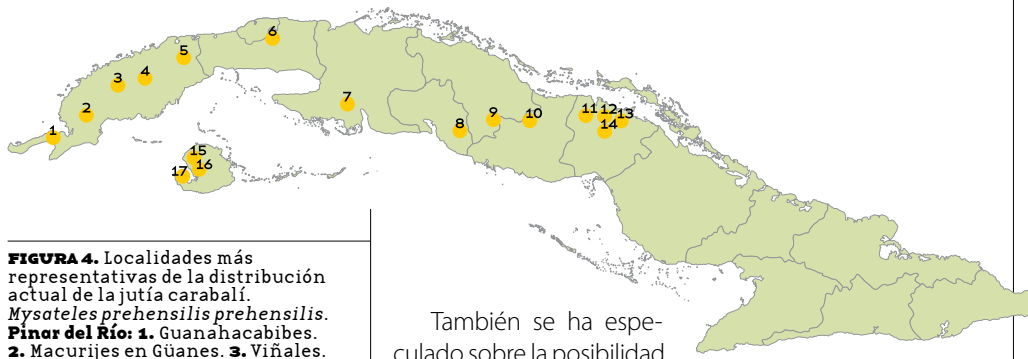 1
2
3
4
5
6
7
8
9
10
11
12
13
14
15
16
17
FIGURA 4. Localidades más
representativas de la distribución
actual de la jutía carabalí.
Mysateles prehensilis prehensilis.
Pinar del Río: 1. Guanahacabibes.
2. Macurijes en Güanes. 3. Viñales.
También se ha espe-
culado sobre la posibilidad